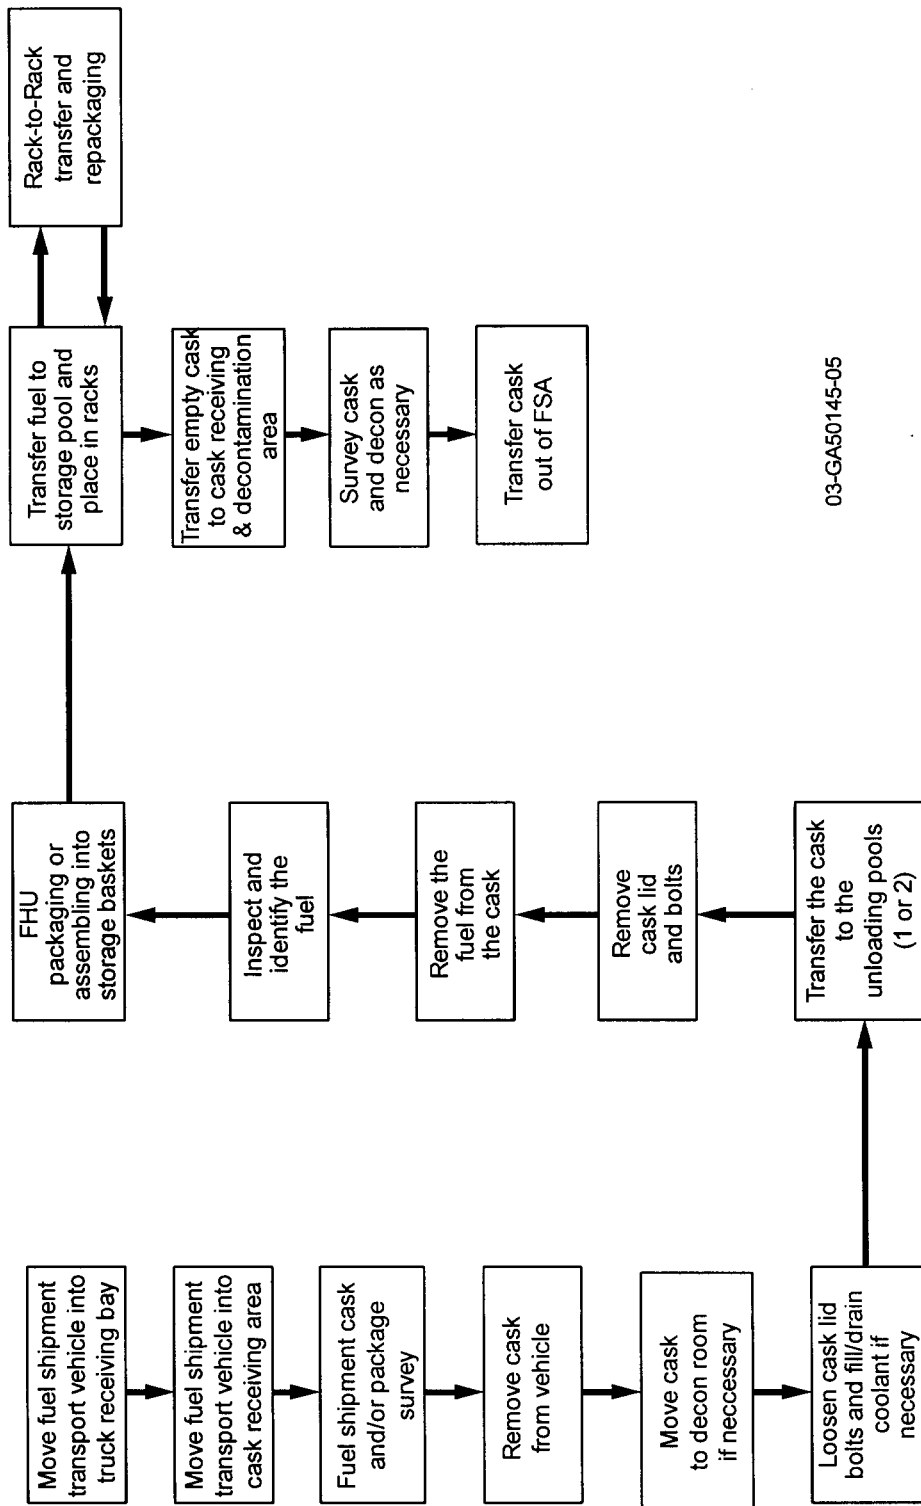 Move fuel shipment
transport vehicle into
truck receiving bay
Move fuel shipment
transport vehicle into
cask receiving area
Fuel shipment cask
and/or package
survey
Remove cask
from vehicle
Move cask
to decon room
if neccessary
Loosen cask lid
bolts and fill/drain
coolant if
necessary
Transfer the cask
to the
unloading pools
(1 or 2)
Remove
cask lid
and bolts
Remove the
fuel from
the cask
Inspect and
identify the
fuel
FHU
packaging or
assembling into
storage baskets
Transfer fuel to
storage pool and
place in racks
Rack-to-Rack
transfer and
repackaging
Transfer empty cask
to cask receiving
& decontamination
area
Survey cask
and decon as
necessary
Transfer cask
out of FSA
03-GA50145-05